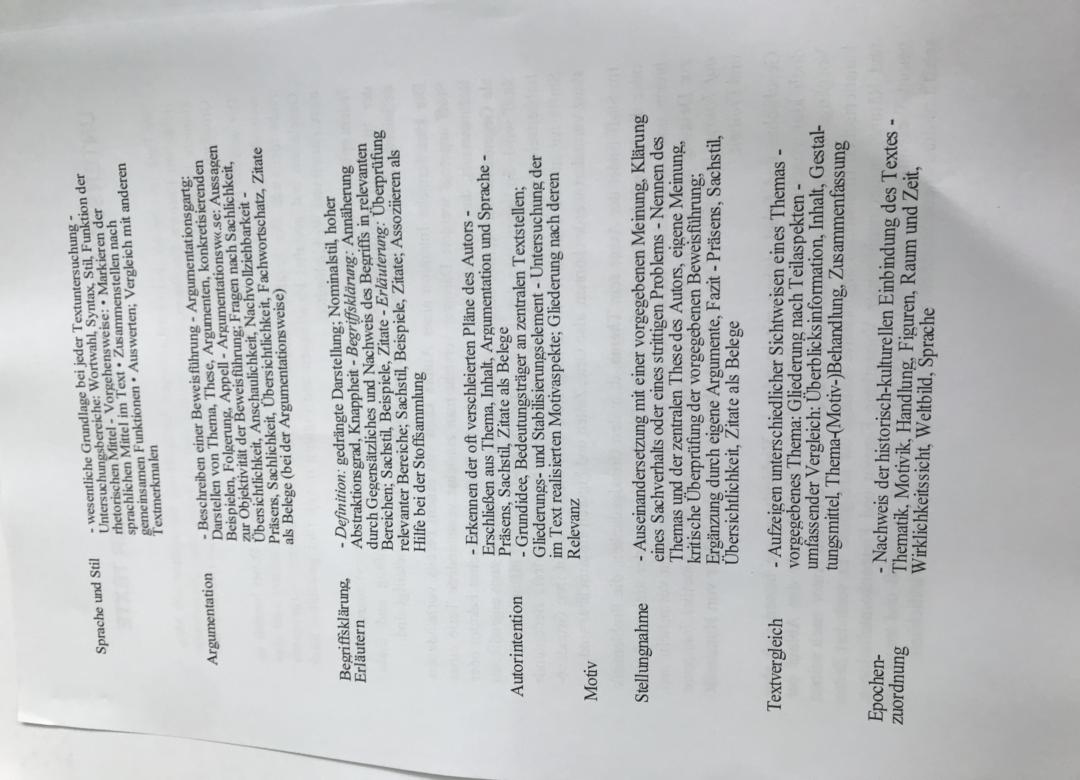 Sprache und Stil
- wesentliche Grundlage bei jeder Textuntersuchung -
Untersuchungsbereiche: Wortwahl, Syntax, Stil, Funktion der
rhetorischen Mittel - Vorgehensweise: • Markieren der
sprachlichen Mittel im Text • Zusammenstellen nach
gemeinsamen Funktionen • Auswerten; Vergleich mit anderen
Textmerkmalen
Argumentation
- Beschreiben einer Beweisführung - Argumentationsgartg:
Darstellen von Thema, These, Argumenten, konkretisierenden
Beispielen, Folgerung, Appell - Argumentationswc.se: Aussagen
zur Objektivität der Beweisführung; Fragen nach Sachlichkeit,
Übersichtlichkeit, Anschaulichkeit, Nachvollziehbarkeit -
Präsens, Sachlichkeit, Übersichtlichkeit, Fachwortschatz, Zitate
als Belege (bei der Argumentationsweise)
Begriffsklärung,
Erläutern
- Definition: gedrängte Darstellung; Nominalstil, hoher
Abstraktionsgrad, Knappheit - Begriffsklärung: Annäherung
durch Gegensätzliches und Nachweis des Begriffs in relevanten
Bereichen; Sachstil, Beispiele, Zitate - Erläuterung: Überprüfung
relevanter Bereiche; Sachstil, Beispiele, Zitate; Assoziieren als
Hilfe bei der Stoffsammlung
Autorintention
- Erkennen der oft verschleierten Pläne des Autors -
Erschließen aus Thema, Inhalt, Argumentation und Sprache -
Präsens, Sachstil, Zitate als Belege
Motiv
- Grundidee, Bedeutungsträger an zentralen Textstellen;
Gliederungs- und Stabilisierungselement - Untersuchung der
im Text realisierten Motivaspekte; Gliederung nach deren
Relevanz
Stellungnahme
- Auseinandersetzung mit einer vorgegebenen Meinung, Klärung
eines Sachverhalts oder eines strittigen Problems - Nennen des
Themas und der zentralen These des Autors, eigene Meinung,
kritische Überprüfung der vorgegebenen Beweisführung;
Ergänzung durch eigene Argumente, Fazit - Präsens, Sachstil,
Übersichtlichkeit, Zitate als Belege
Textvergleich
- Aufzeigen unterschiedlicher Sichtweisen eines Themas -
vorgegebenes Thema: Gliederung nach Teilaspekten -
umfassender Vergleich: Überblicksinformation, Inhalt, Gestal-
tungsmittel, Thema-(Motiv-)Behandlung, Zusammenfassung
Epochen-
zuordnung
- Nachweis der historisch-kulturellen Einbindung des Textes -
Thematik, Motivik, Handlung, Figuren, Raum und Zeit,
Wirklichkeitssicht, Weltbild, Sprache